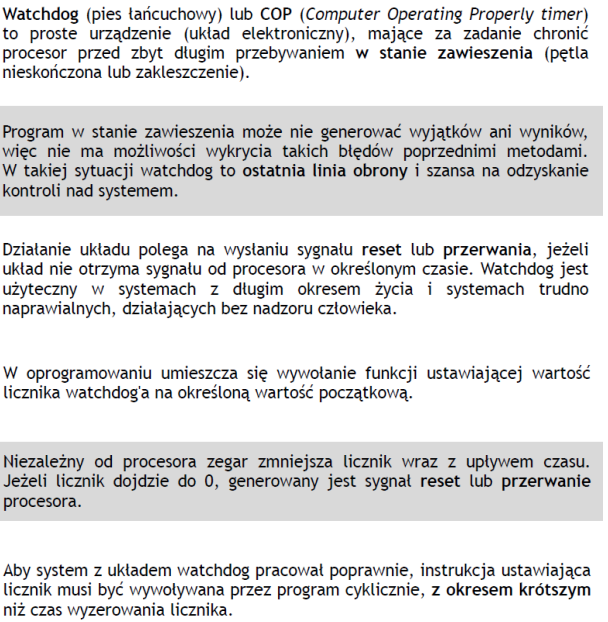 Watchdog (pies łańcuchowy) lub COP (Computer Operating Properly timer)
to proste urządzenie (układ elektroniczny), mające za zadanie chronić
procesor przed zbyt długim przebywaniem w stanie zawieszenia (pętla
nieskończona lub zakleszczenie).
Program w stanie zawieszenia może nie generować wyjątków ani wyników,
więc nie ma możliwości wykrycia takich błędów poprzednimi metodami.
W takiej sytuacji watchdog to ostatnia linia obrony i szansa na odzyskanie
kontroli nad systemem.
Działanie układu polega na wysłaniu sygnału reset lub przerwania, jeżeli
układ nie otrzyma sygnału od procesora w określonym czasie. Watchdog jest
użyteczny w systemach z długim okresem życia i systemach trudno
naprawialnych, działających bez nadzoru człowieka.
W oprogramowaniu umieszcza się wywołanie funkcji ustawiającej wartość
licznika watchdog'a na określoną wartość początkową.
Niezależny od procesora zegar zmniejsza licznik wraz z upływem czasu.
Jeżeli licznik dojdzie do 0, generowany jest sygnał reset lub przerwanie
procesora.
Aby system z układem watchdog pracował poprawnie, instrukcja ustawiająca
licznik musi być wywoływana przez program cyklicznie, z okresem krótszym
niż czas wyzerowania licznika.